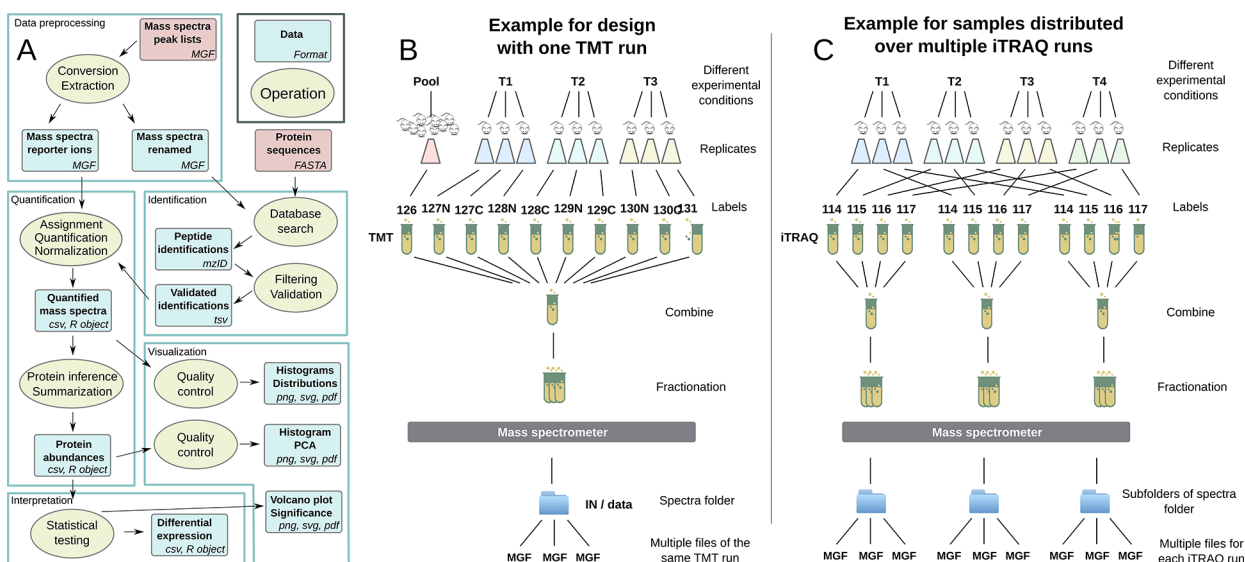 Data preprocessing
A
Mass spectra
peak lists
MGF
Conversion
Extraction
Mass spectra
reporter ions
MGF
Mass spectra
renamed
MGF
Data
Format
Operation
Protein
sequences
FASTA
Quantification
Assignment
Quantification
Normalization
Quantified
mass spectra
csv, R object
Protein inference
Summarization
Protein
abundances
csv, R object
Identification
Database
search
Peptide
identifications
mzID
Filtering
Validation
Validated
identifications
tsv
Visualization
Quality
control
Histograms
Distributions
png, svg, pdf
Quality
control
Histogram
PCA
png, svg, pdf
Volcano plot
Significance
png, svg, pdf
Interpretation
Statistical
testing
Differential
expression
csv, R object
B
Example for design
with one TMT run
Pool T1 T2 T3
Different
experimental
conditions
Replicates
126 127N 127C 128N 128C 129N 129C 130N 130C 131
Labels
TMT
Combine
Fractionation
Mass spectrometer
IN / data
Spectra folder
MGF MGF MGF
Multiple files of the
same TMT run
C
Example for samples distributed
over multiple iTRAQ runs
T1 T2 T3 T4
Different
experimental
conditions
Replicates
114 115 116 117 114 115 116 117 114 115 116 117
Labels
iTRAQ
Combine
Fractionation
Mass spectrometer
Subfolders of spectra
folder
MGF MGF MGF MGF MGF MGF MGF MGF MGF
Multiple files for
each iTRAQ run